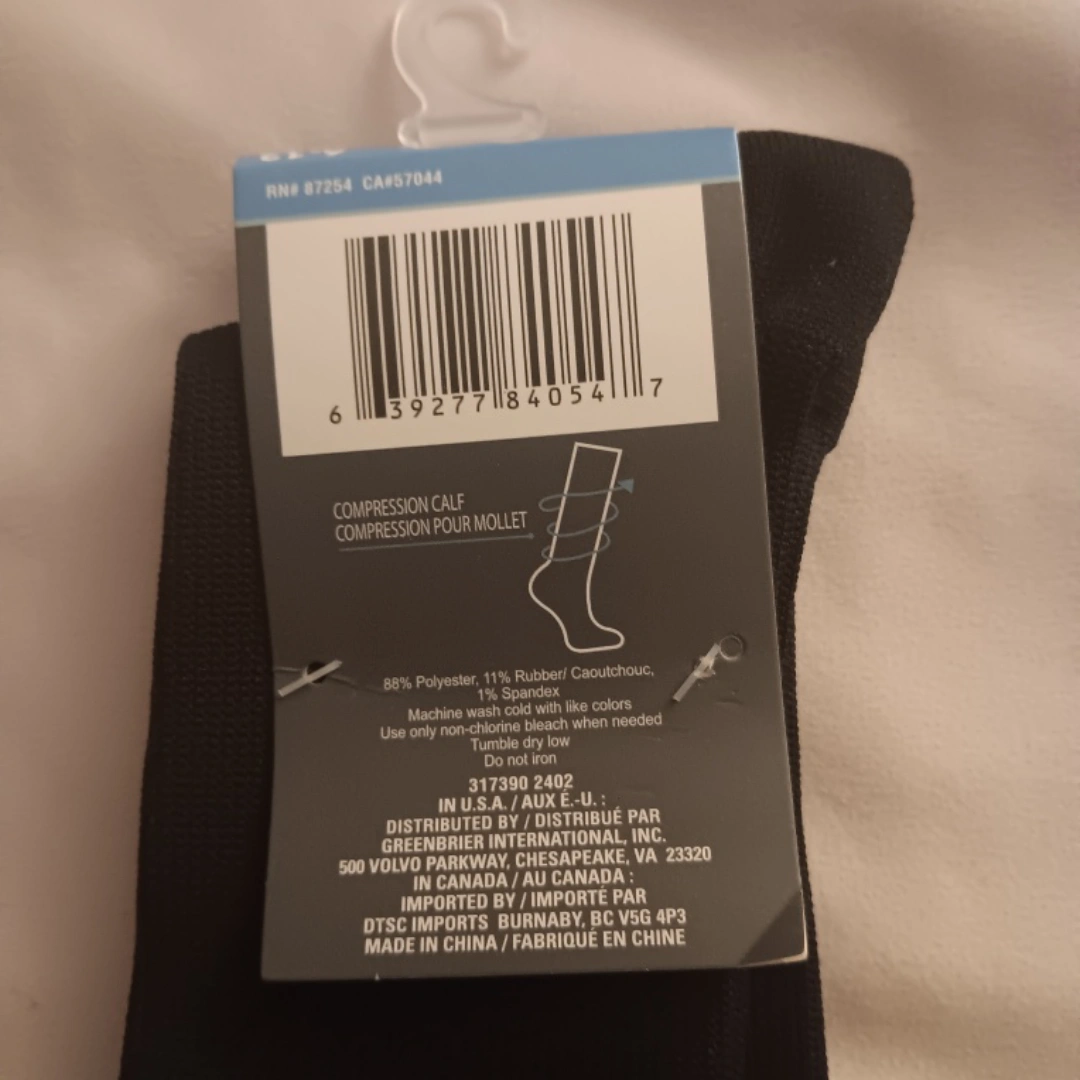 RN# 87254 CA#57044
6 39277 84054 7
COMPRESSION CALF
COMPRESSION POUR MOLLET
88% Polyester, 11% Rubber/ Caoutchouc,
1% Spandex
Machine wash cold with like colors
Use only non-chlorine bleach when needed
Tumble dry low
Do not iron
317390 2402
IN U.S.A. / AUX É.-U. :
DISTRIBUTED BY / DISTRIBUÉ PAR
GREENBRIER INTERNATIONAL, INC.
500 VOLVO PARKWAY, CHESAPEAKE, VA 23320
IN CANADA / AU CANADA :
IMPORTED BY / IMPORTÉ PAR
DTSC IMPORTS BURNABY, BC V5G 4P3
MADE IN CHINA / FABRIQUÉ EN CHINE